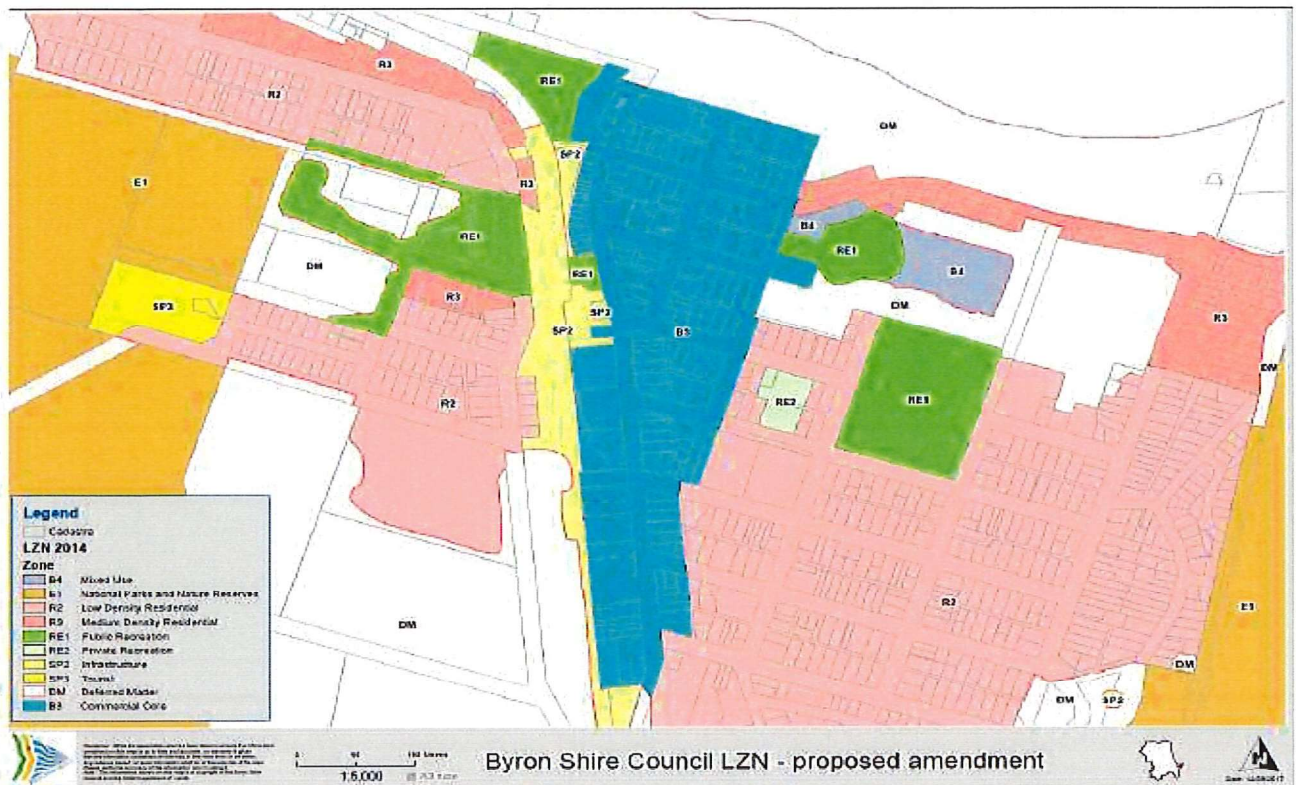 R3
RE1
R2
DM
SP2
E1
R3
B4
RE1
RE1
B4
DM
RE1
SP3
R3
DM
SP2
SP3
B3
R3
DM
RE2
RE1
R2
Legend
Cadastre
LZN 2014
Zone
B4 Mixed Use
E1 National Parks and Nature Reserves
R2 Low Density Residential
R3 Medium Density Residential
RE1 Public Recreation
RE2 Private Recreation
SP2 Infrastructure
SP3 Tourist
DM Deferred Matter
B3 Commercial Core
DM
R2
E1
DM
DM
SP2
1:5,000
Byron Shire Council LZN - proposed amendment